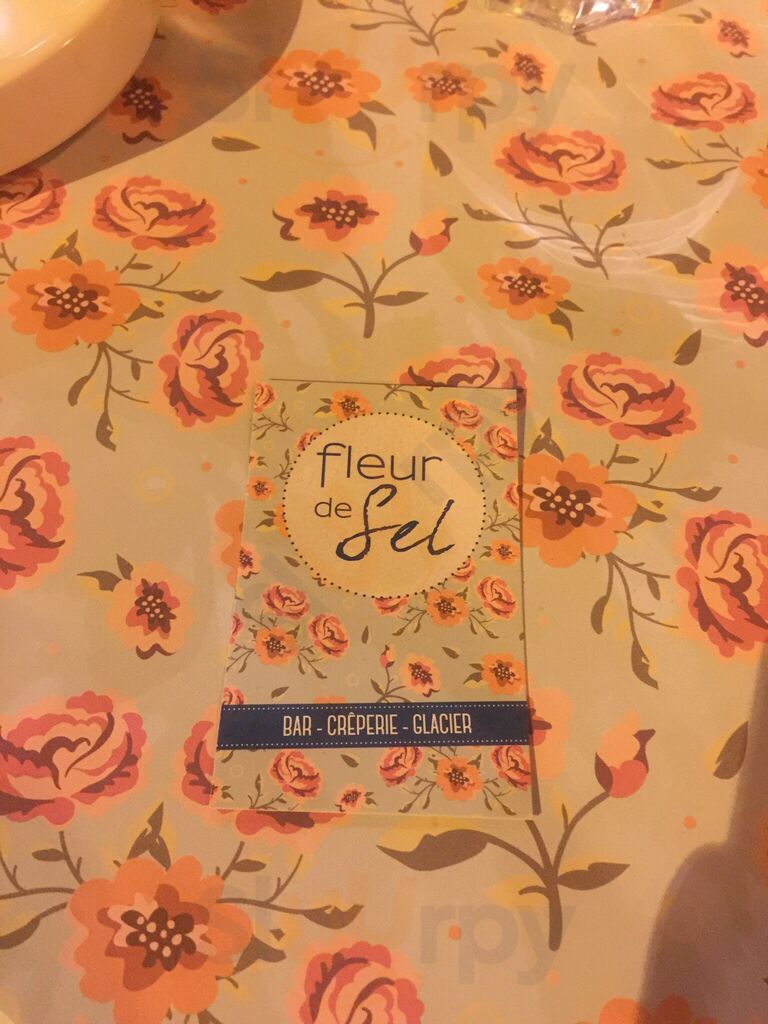 fleur
de Sel
BAR - CRÊPERIE - GLACIER